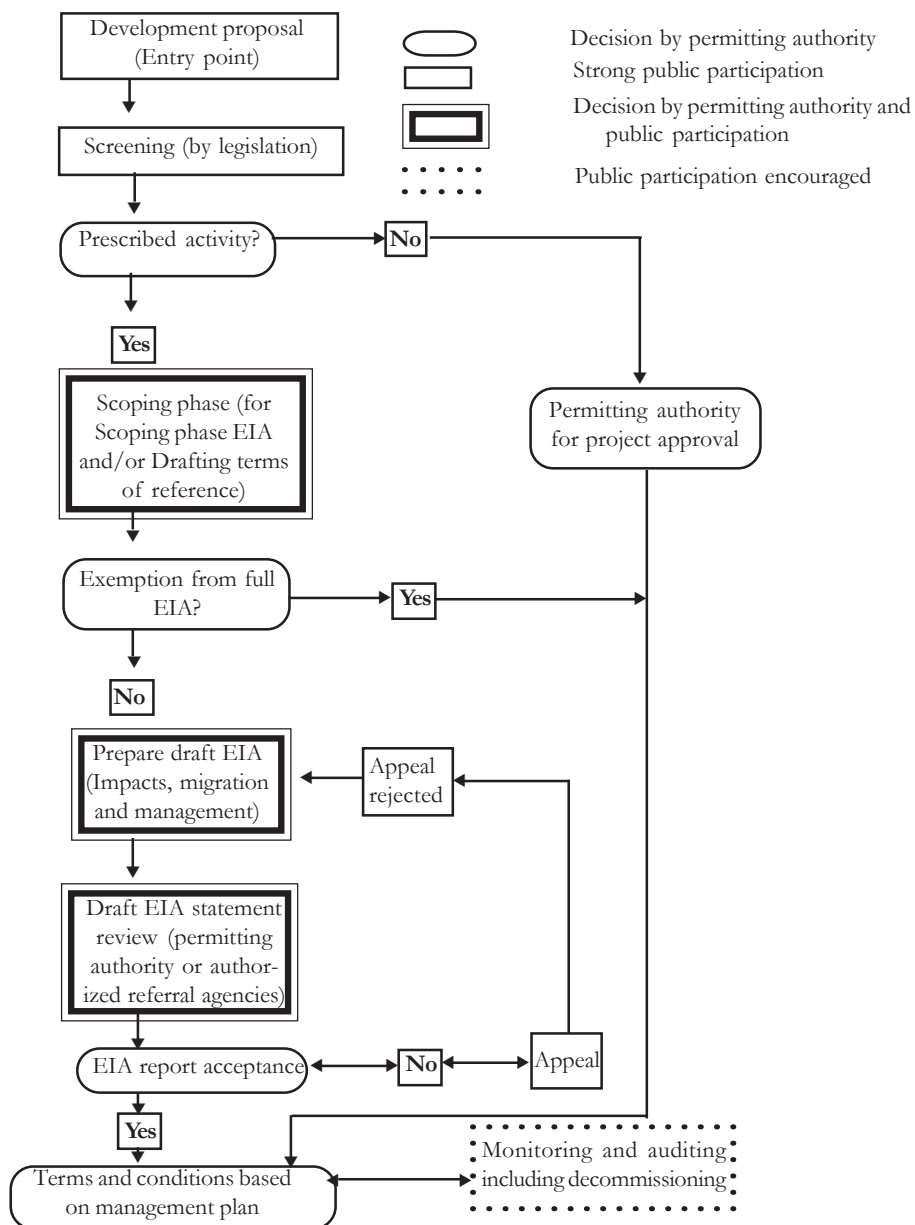 Development proposal
(Entry point)
Decision by permitting authority
Strong public participation
Decision by permitting authority and
public participation
Public participation encouraged
Screening (by legislation)
Prescribed activity?
No
Yes
Scoping phase (for
Scoping phase EIA
and/or Drafting terms
of reference)
Permitting authority
for project approval
Exemption from full
EIA?
Yes
No
Prepare draft EIA
(Impacts, migration
and management)
Appeal
rejected
Draft EIA statement
review (permitting
authority or author-
ized referral agencies)
EIA report acceptance
No
Appeal
Yes
Terms and conditions based
on management plan
Monitoring and auditing
including decommissioning